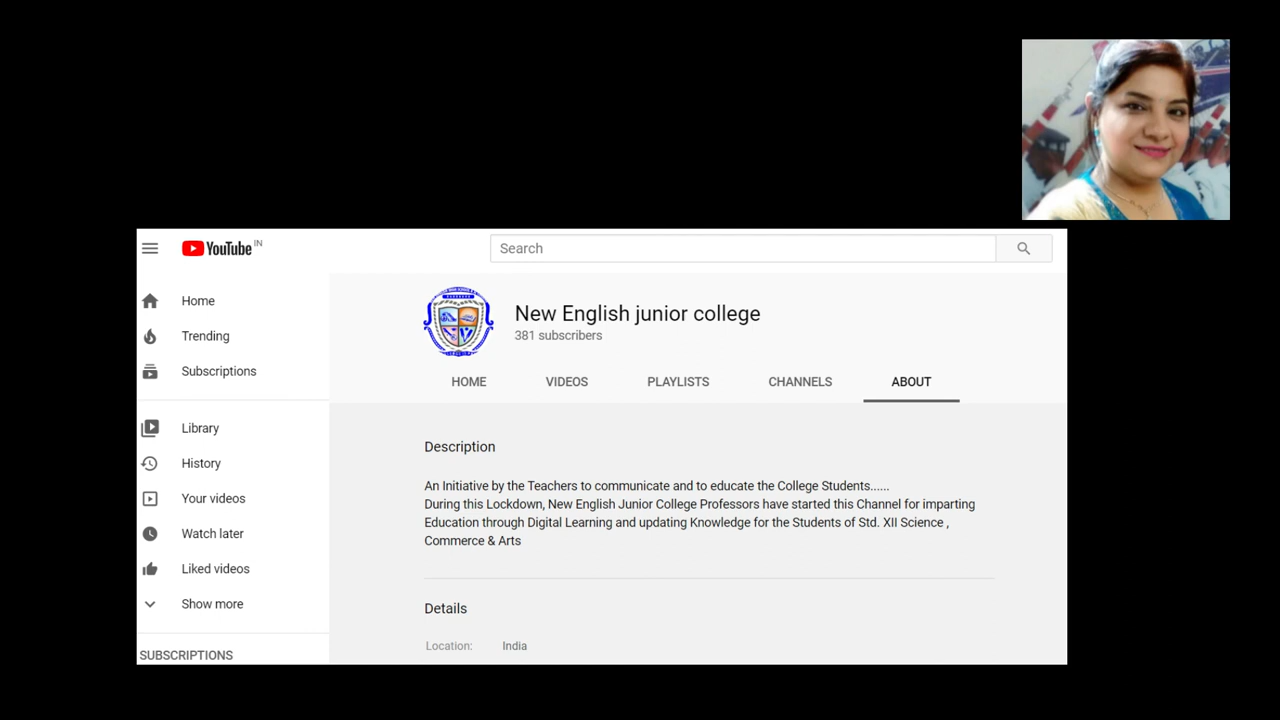 YouTube IN
Search
Home
Trending
Subscriptions
Library
History
Your videos
Watch later
Liked videos
Show more
SUBSCRIPTIONS
New English junior college
381 subscribers
HOME VIDEOS PLAYLISTS CHANNELS ABOUT
Description
An Initiative by the Teachers to communicate and to educate the College Students......
During this Lockdown, New English Junior College Professors have started this Channel for imparting
Education through Digital Learning and updating Knowledge for the Students of Std. XII Science ,
Commerce & Arts
Details
Location: India